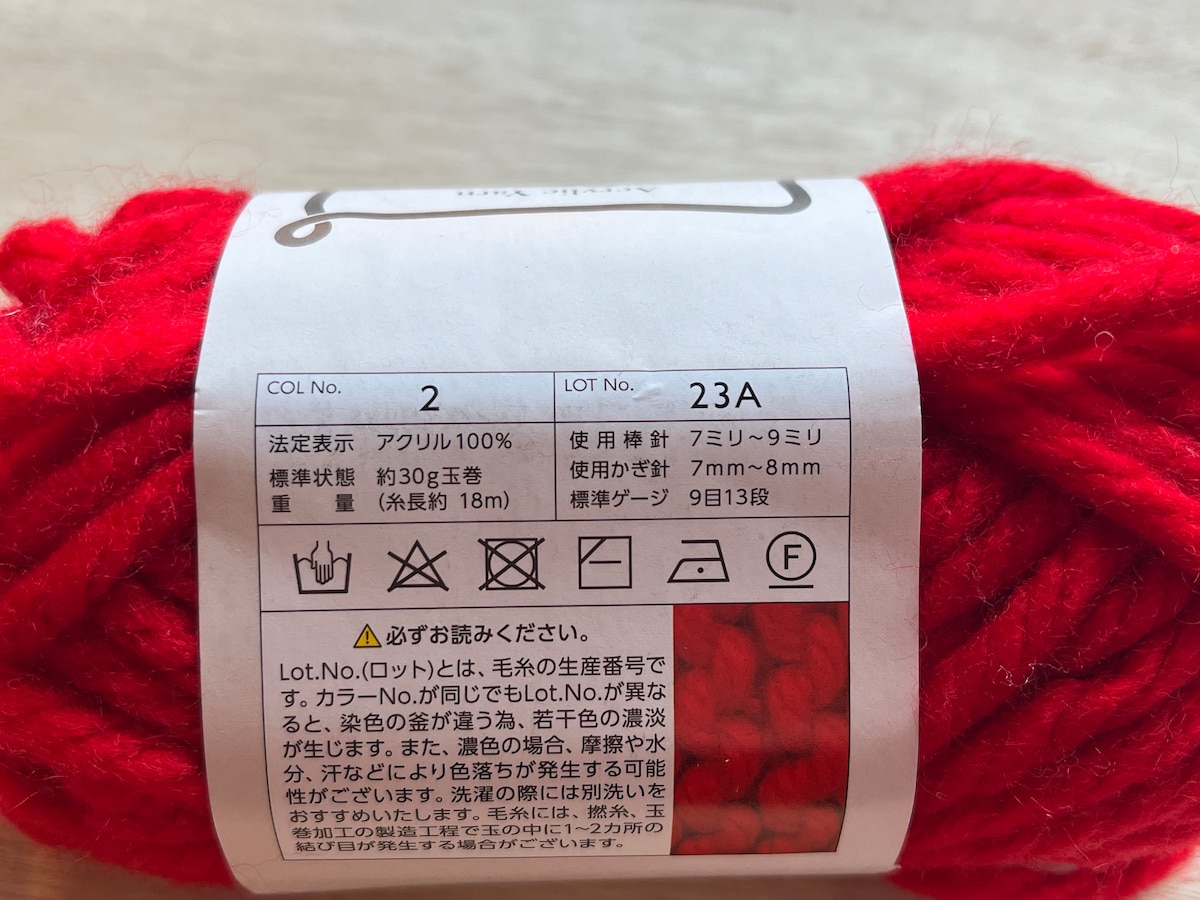 Acrylic Yarn
COL No. 2
LOT No. 23A
法定表示 アクリル100%
標準状態 約30g玉巻
重量 (糸長約 18m)
使用棒針 7ミリ～9ミリ
使用かぎ針 7mm～8mm
標準ゲージ 9目13段
F
必ずお読みください。
Lot.No.(ロット)とは、毛糸の生産番号で
す。カラーNo.が同じでもLot.No.が異な
ると、染色の釜が違う為、若干色の濃淡
が生じます。また、濃色の場合、摩擦や水
分、汗などにより色落ちが発生する可能
性がございます。洗濯の際には別洗いを
おすすめいたします。毛糸には、撚糸、玉
巻加工の製造工程で玉の中に1~2カ所の
結び目が発生する場合がございます。